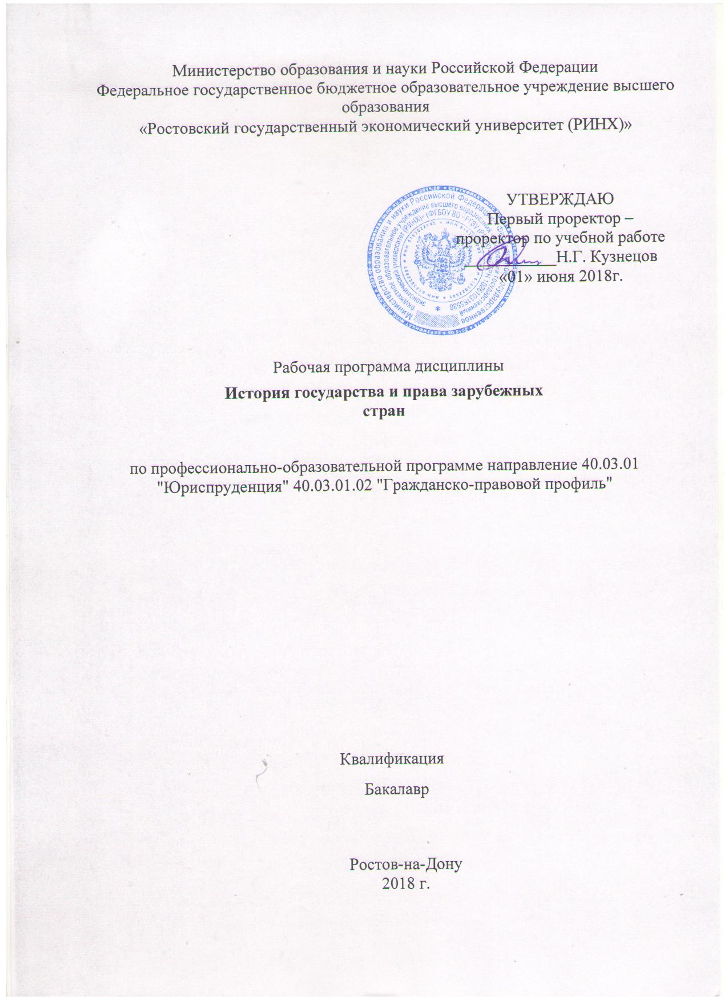 Министерство образования и науки Российской Федерации
Федеральное государственное бюджетное образовательное учреждение высшего
образования
«Ростовский государственный экономический университет (РИНХ)»
УТВЕРЖДАЮ
Первый проректор –
проректор по учебной работе
Н.Г. Кузнецов
«01» июня 2018г.
Рабочая программа дисциплины
История государства и права зарубежных
стран
по профессионально-образовательной программе направление 40.03.01
"Юриспруденция" 40.03.01.02 "Гражданско-правовой профиль"
Квалификация
Бакалавр
Ростов-на-Дону
2018 г.